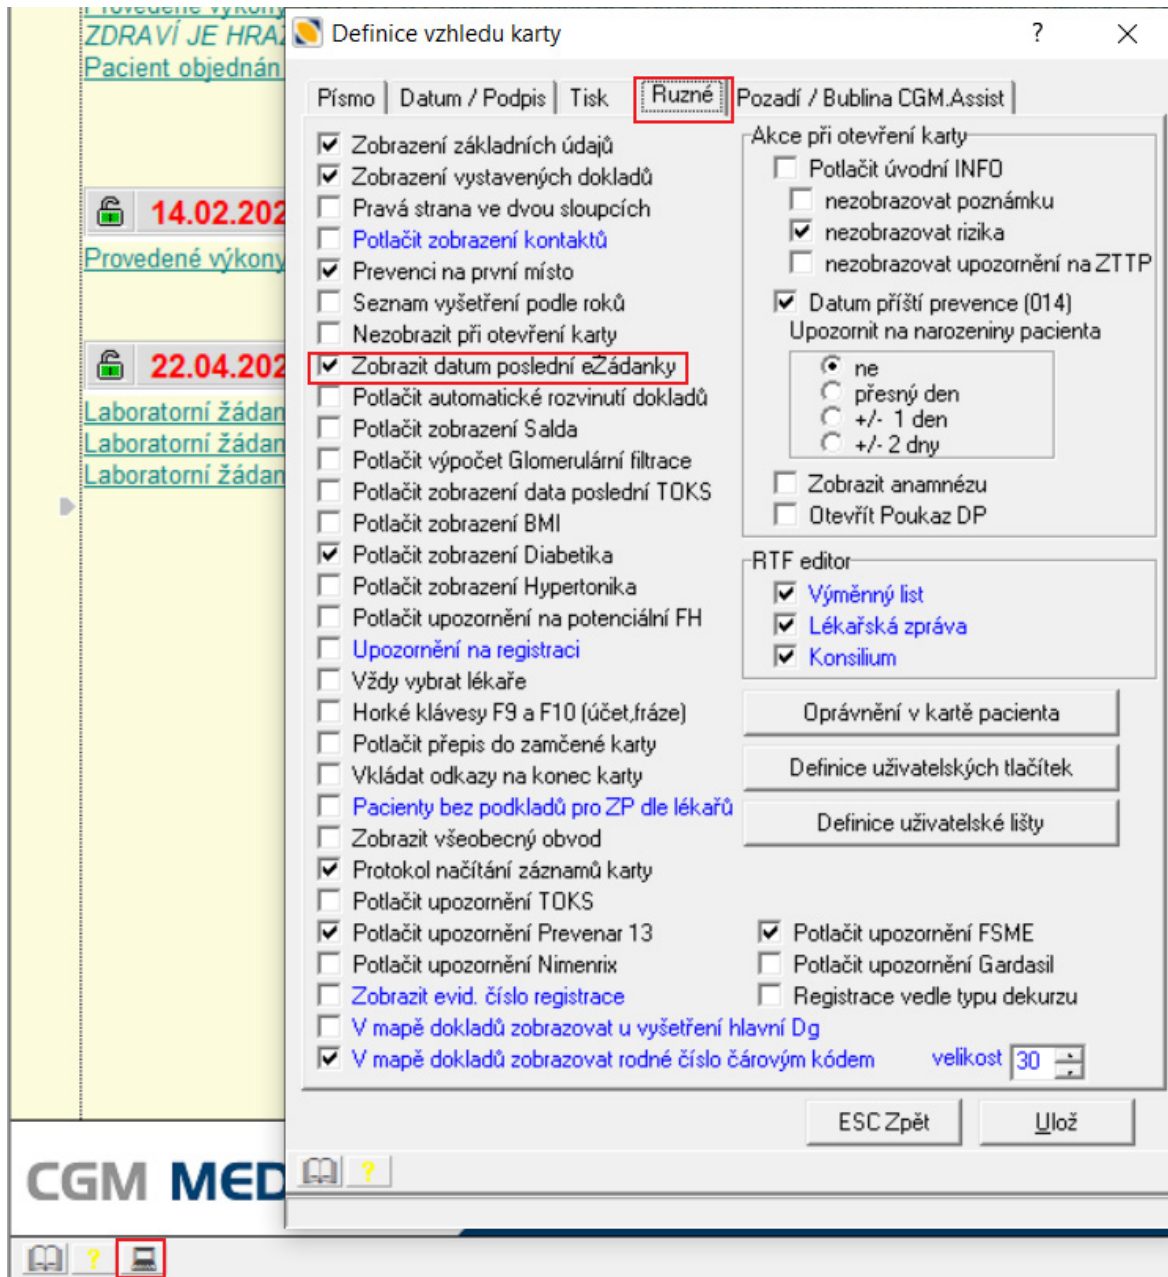 Provedené výkony
ZDRAVÍ JE HRA
Pacient objednán
14.02.202
Provedené výkony
22.04.202
Laboratorní žádan
Laboratorní žádan
Laboratorní žádan
CGM MED
Definice vzhledu karty
?
Písmo
Datum / Podpis
Tisk
Ruzné
Pozadí / Bublina CGM.Assist
Zobrazení základních údajů
Zobrazení vystavených dokladů
Pravá strana ve dvou sloupcích
Potlačit zobrazení kontaktů
Prevenci na první místo
Seznam vyšetření podle roků
Nezobrazit při otevření karty
Zobrazit datum poslední eŽádanky
Potlačit automatické rozvinutí dokladů
Potlačit zobrazení Salda
Potlačit výpočet Glomerulární filtrace
Potlačit zobrazení data poslední TOKS
Potlačit zobrazení BMI
Potlačit zobrazení Diabetika
Potlačit zobrazení Hypertonika
Potlačit upozornění na potenciální FH
Upozornění na registraci
Vždy vybrat lékaře
Horké klávesy F9 a F10 (účet,fráze)
Potlačit přepis do zamčené karty
Vkládat odkazy na konec karty
Pacienty bez podkladů pro ZP dle lékařů
Zobrazit všeobecný obvod
Protokol načítání záznamů karty
Potlačit upozornění TOKS
Potlačit upozornění Prevenar 13
Potlačit upozornění Nimenrix
Zobrazit evid. číslo registrace
V mapě dokladů zobrazovat u vyšetření hlavní Dg
V mapě dokladů zobrazovat rodné číslo čárovým kódem
velikost 30
Akce při otevření karty
Potlačit úvodní INFO
nezobrazovat poznámku
nezobrazovat rizika
nezobrazovat upozornění na ZTTP
Datum příští prevence (014)
Upozornit na narozeniny pacienta
ne
přesný den
+/- 1 den
+/- 2 dny
Zobrazit anamnézu
Otevřít Poukaz DP
RTF editor
Výměnný list
Lékařská zpráva
Konsilium
Oprávnění v kartě pacienta
Definice uživatelských tlačítek
Definice uživatelské lišty
Potlačit upozornění FSME
Potlačit upozornění Gardasil
Registrace vedle typu dekurzu
ESC Zpět
Ulož
?
?